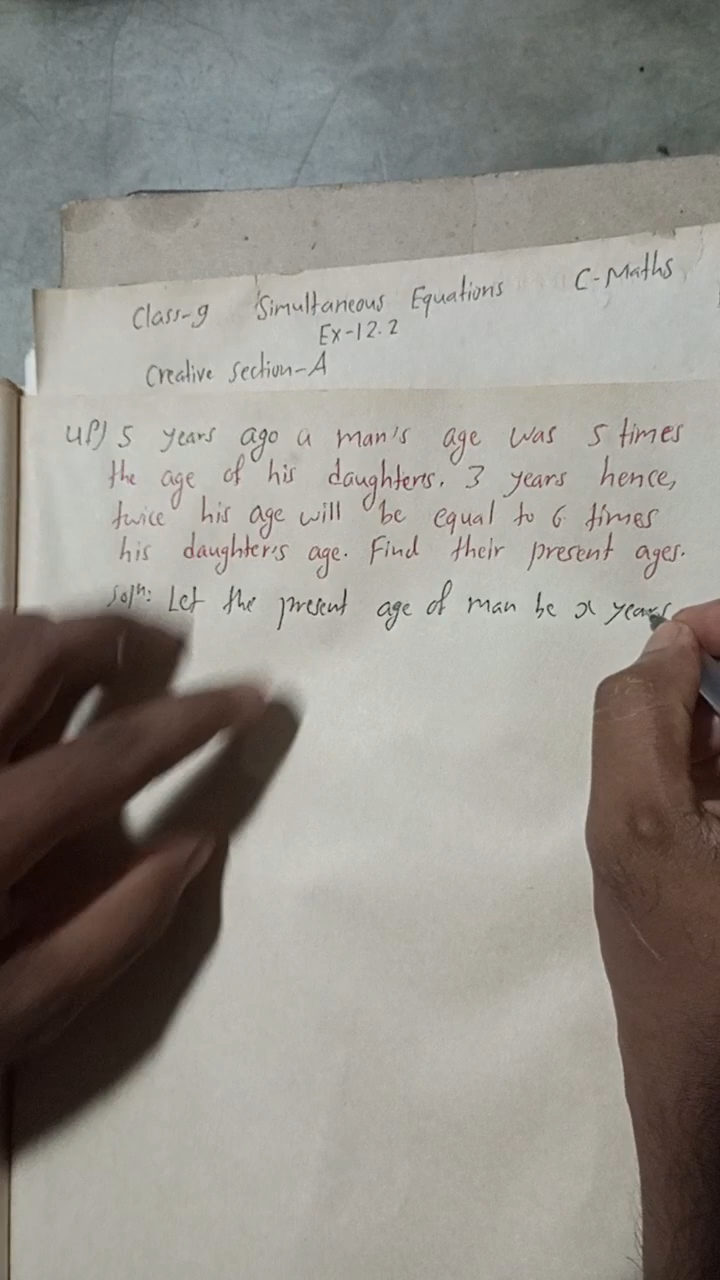 Class-9 Simultaneous Equations C-Maths
Ex-12.2
Creative section-A
4P) 5 years ago a man's age was 5 times
the age of his daughters. 3 years hence,
twice his age will be equal to 6 times
his daughter's age. Find their present ages.
Solⁿ: Let the present age of man be x years